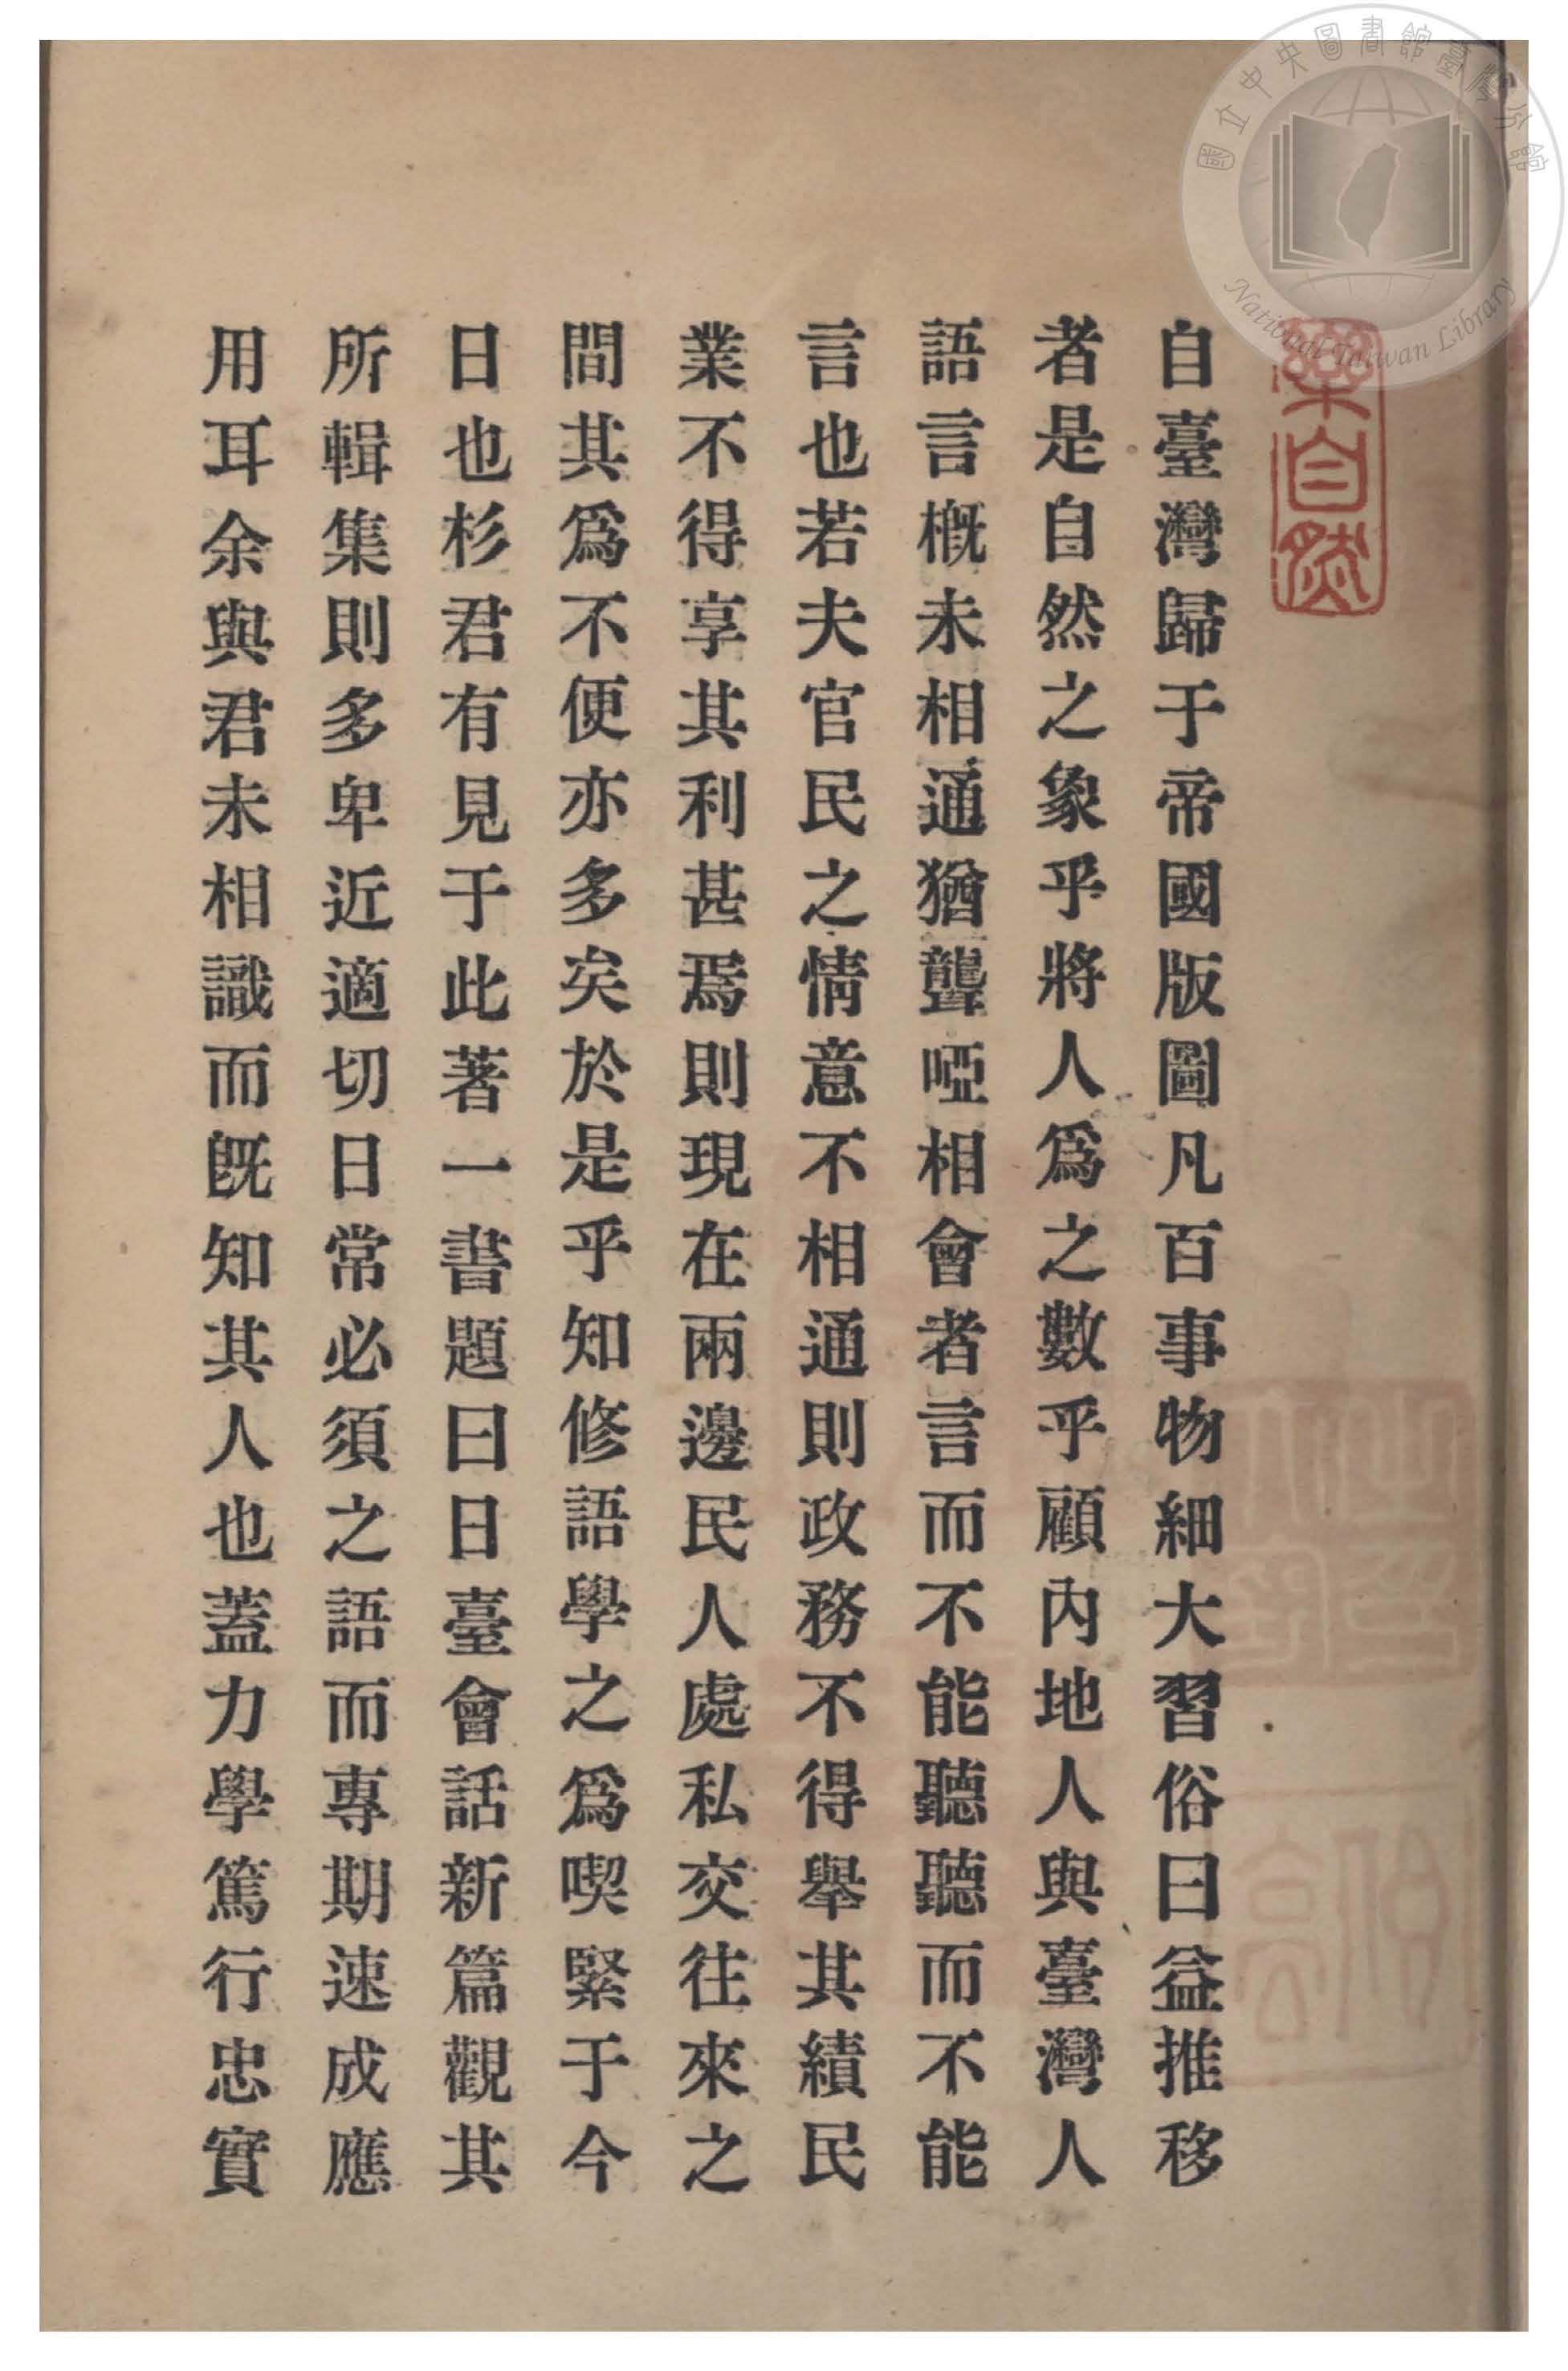 國立中央圖書館臺灣分館
National Taiwan Library
樂自然
自臺灣歸于帝國版圖凡百事物細大習俗日益推移
者是自然之象乎將人爲之數乎顧內地人與臺灣人
語言槪未相通猶聾啞相會者言而不能聽聽而不能
言也若夫官民之情意不相通則政務不得舉其績民
業不得享其利甚焉則現在兩邊民人處私交往來之
間其爲不便亦多矣於是乎知修語學之爲喫緊于今
日也杉君有見于此著一書題曰日臺會話新篇觀其
所輯集則多卑近適切日常必須之語而專期速成應
用耳余與君未相識而旣知其人也蓋力學篤行忠實